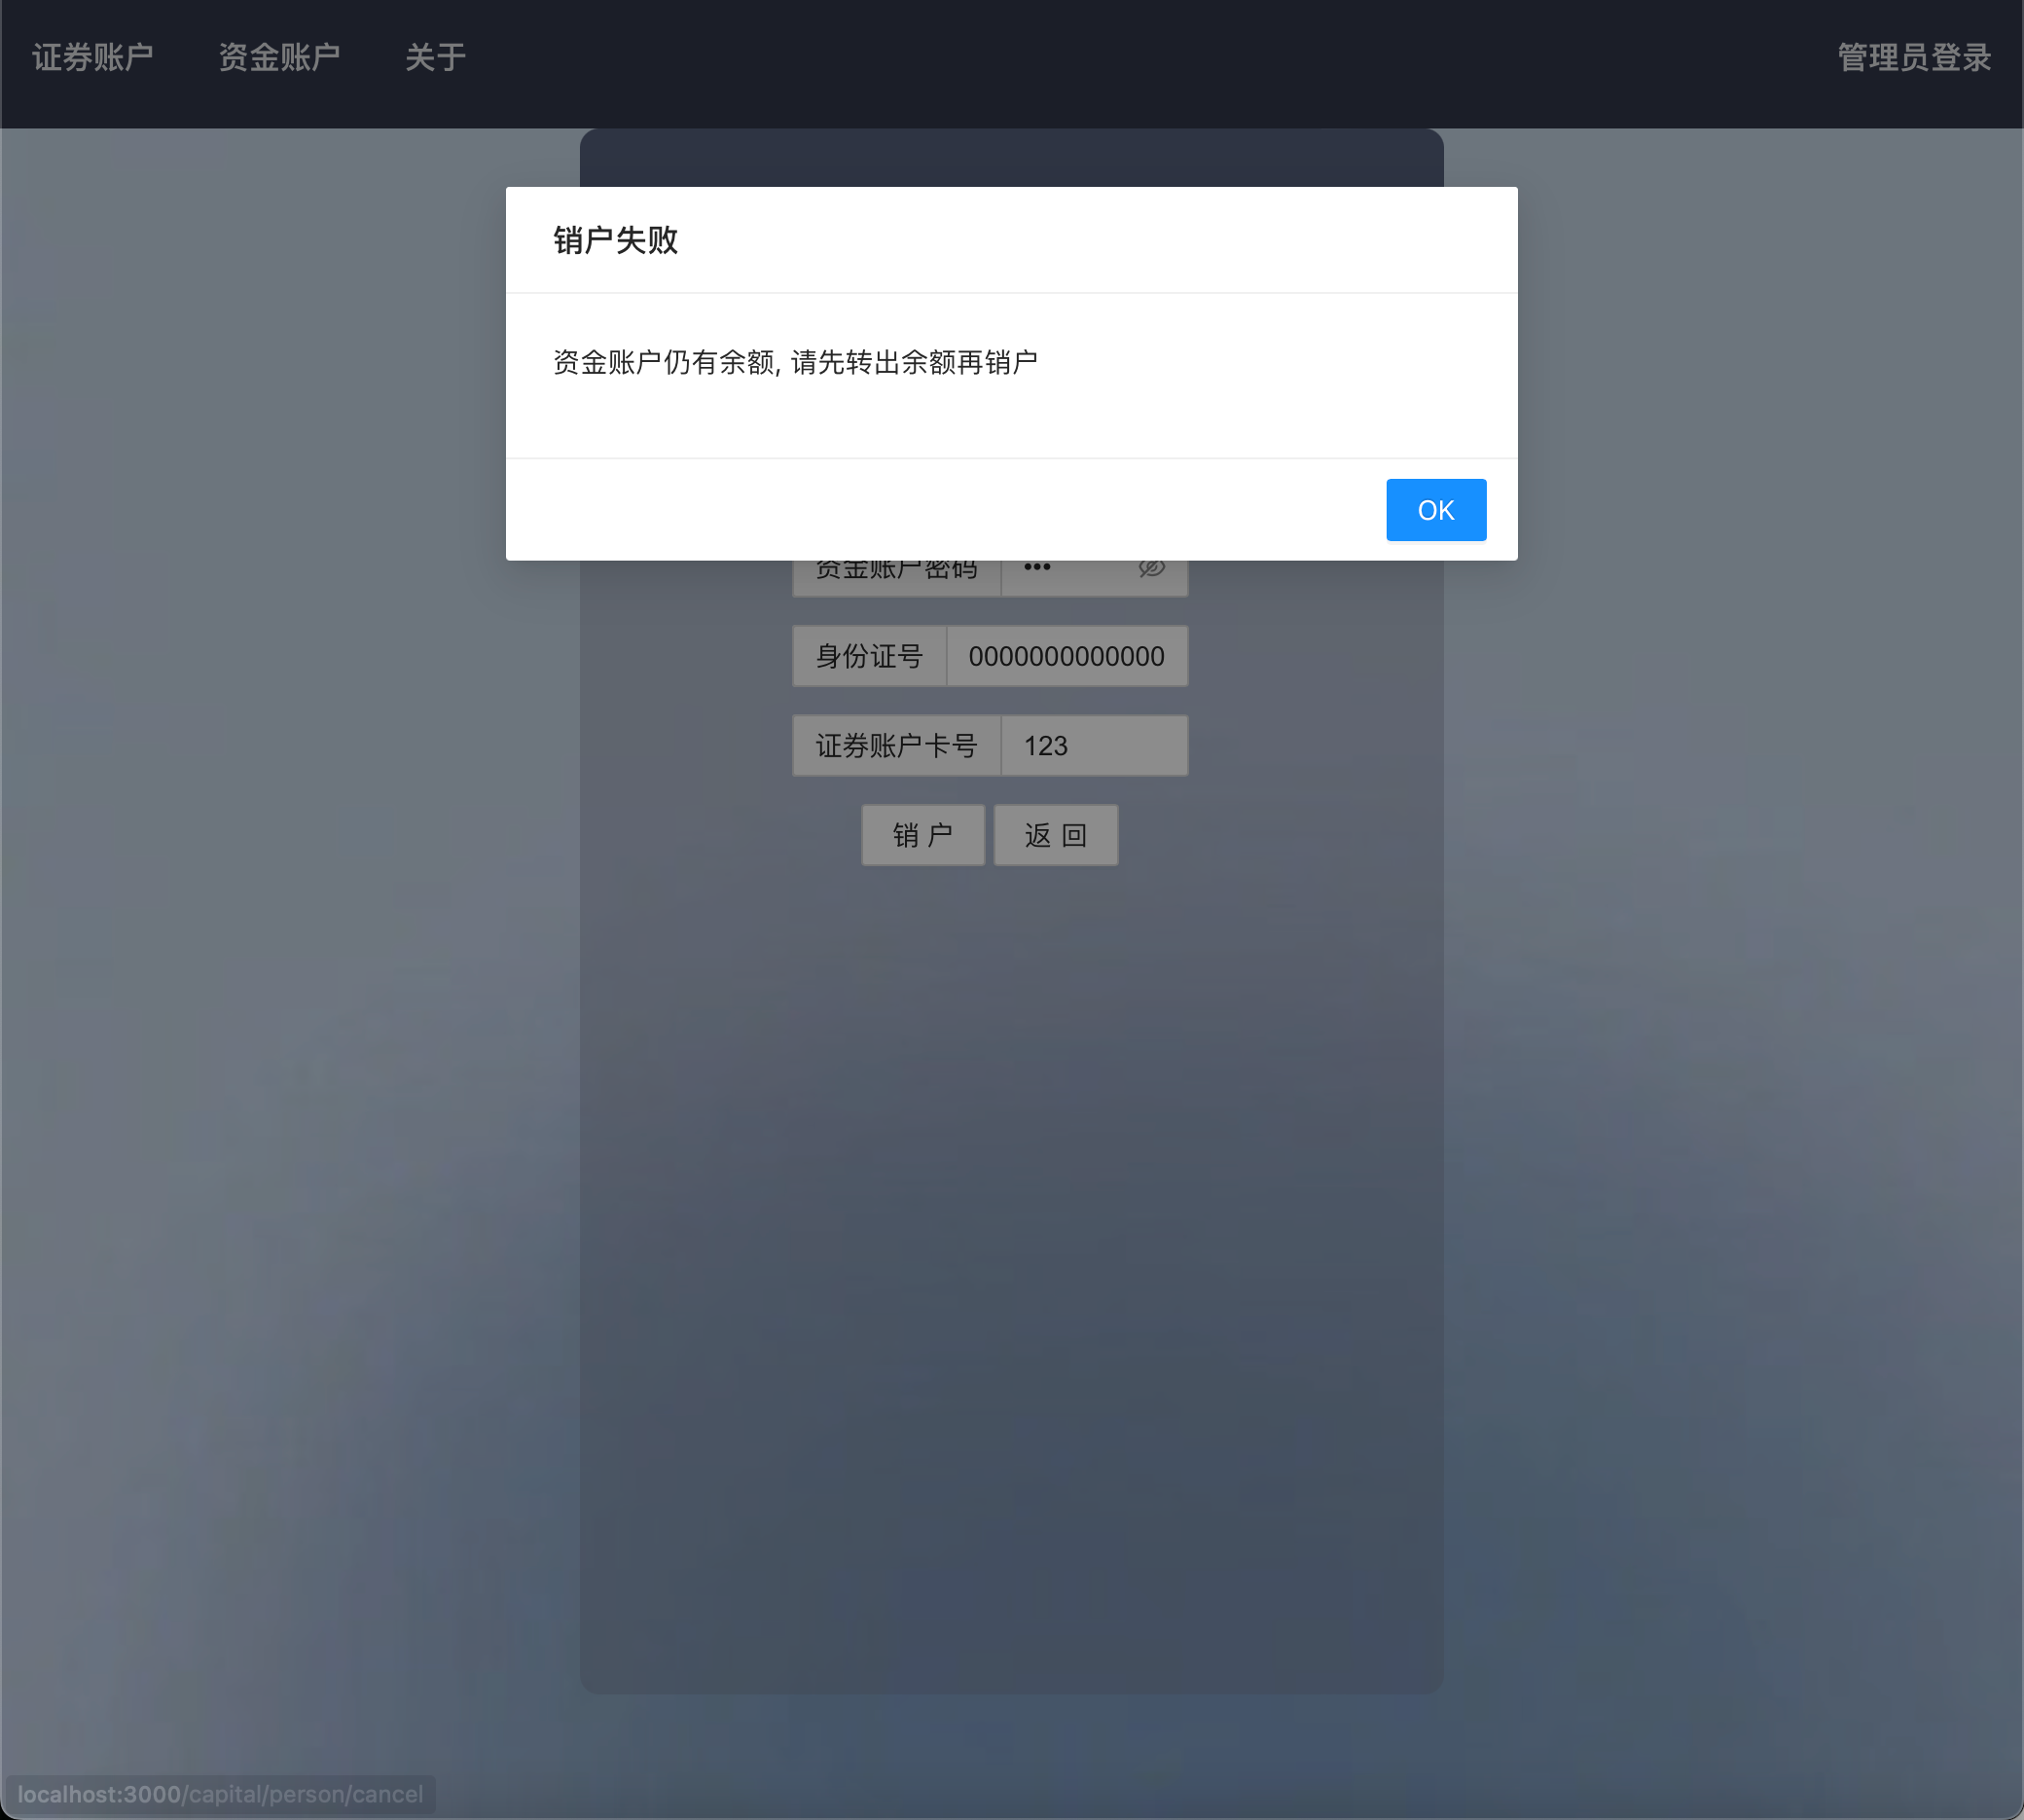 证券账户 资金账户 关于 管理员登录
销户失败
资金账户仍有余额, 请先转出余额再销户
OK
资金账户密码 •••
身份证号 0000000000000
证券账户卡号 123
销 户 返 回
localhost:3000/capital/person/cancel